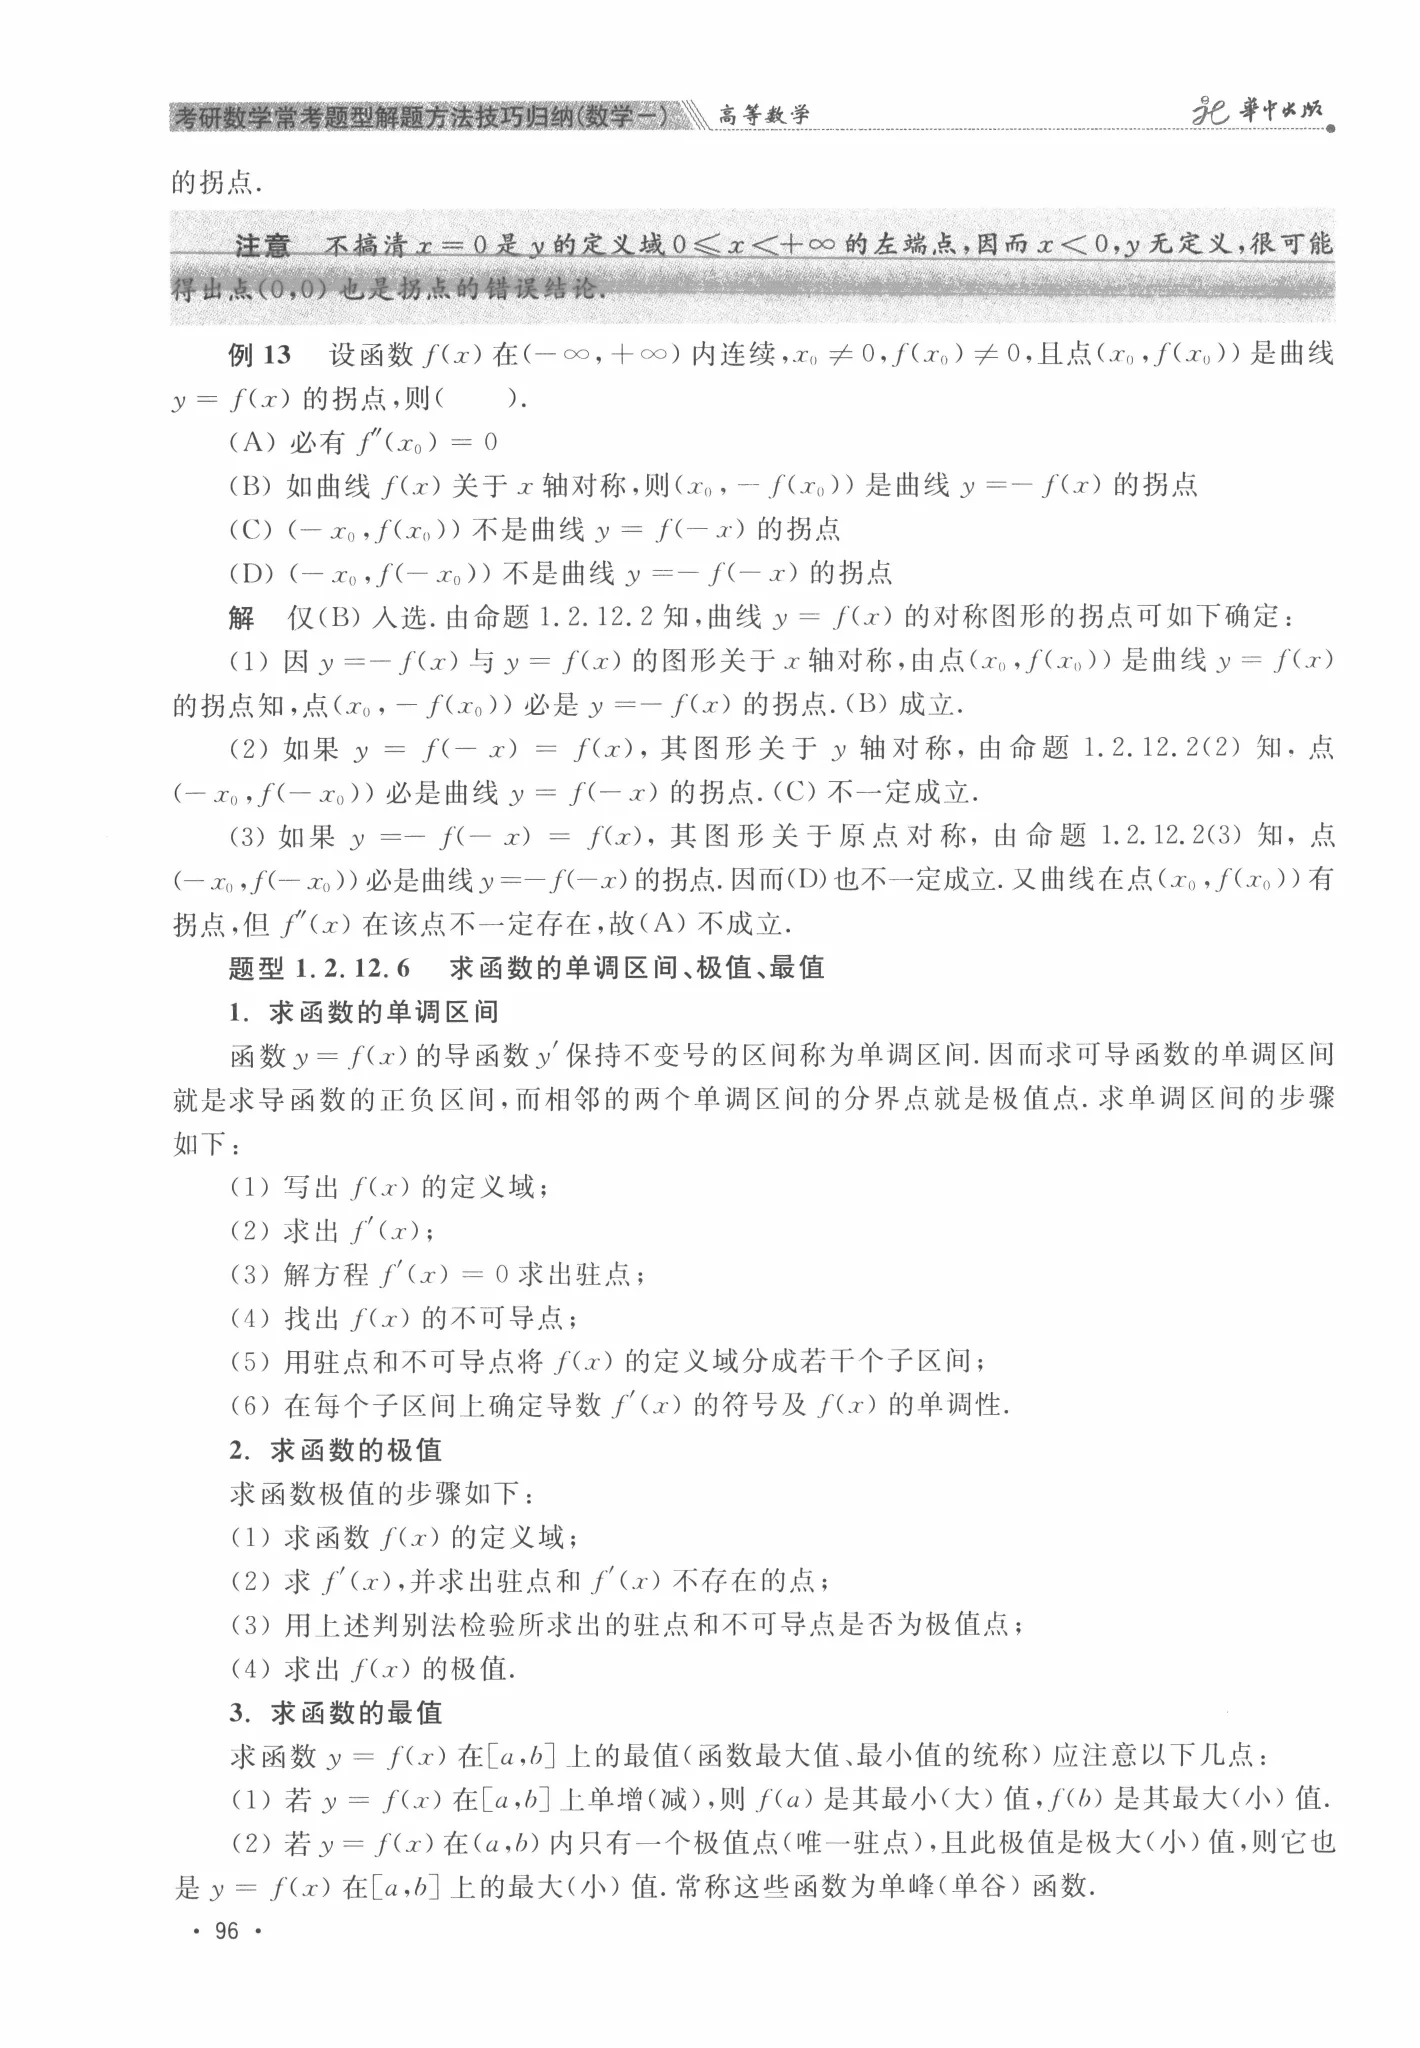 考研数学常考题型解题方法技巧归纳(数学一) 高等数学 华中出版
的拐点.
注意 不搞清 x = 0 是 y 的定义域 0 ⩽ x < + ∞ 的左端点,因而 x < 0, y 无定义,很可能
得出点(0,0) 也是拐点的错误结论.
例 13 设函数 f(x) 在(− ∞, + ∞) 内连续, x₀ ≠ 0, f(x₀) ≠ 0,且点(x₀, f(x₀)) 是曲线
y = f(x) 的拐点,则( ).
(A) 必有 f″(x₀) = 0
(B) 如曲线 f(x) 关于 x 轴对称,则(x₀, − f(x₀)) 是曲线 y =− f(x) 的拐点
(C) (− x₀, f(x₀)) 不是曲线 y = f(− x) 的拐点
(D) (− x₀, f(− x₀)) 不是曲线 y =− f(− x) 的拐点
解 仅(B) 入选. 由命题 1.2.12.2 知,曲线 y = f(x) 的对称图形的拐点可如下确定:
(1) 因 y =− f(x) 与 y = f(x) 的图形关于 x 轴对称,由点(x₀, f(x₀)) 是曲线 y = f(x)
的拐点知,点(x₀, − f(x₀)) 必是 y =− f(x) 的拐点. (B) 成立.
(2) 如果 y = f(− x) = f(x), 其图形关于 y 轴对称, 由命题 1.2.12.2(2) 知, 点
(− x₀, f(− x₀)) 必是曲线 y = f(− x) 的拐点. (C) 不一定成立.
(3) 如果 y =− f(− x) = f(x), 其图形关于原点对称, 由命题 1.2.12.2(3) 知, 点
(− x₀, f(− x₀)) 必是曲线 y =− f(−x) 的拐点. 因而(D) 也不一定成立. 又曲线在点(x₀, f(x₀)) 有
拐点,但 f″(x) 在该点不一定存在,故(A) 不成立.
题型 1.2.12.6 求函数的单调区间、极值、最值
1. 求函数的单调区间
函数 y = f(x) 的导函数 y′ 保持不变号的区间称为单调区间. 因而求可导函数的单调区间
就是求导函数的正负区间,而相邻的两个单调区间的分界点就是极值点. 求单调区间的步骤
如下:
(1) 写出 f(x) 的定义域;
(2) 求出 f′(x);
(3) 解方程 f′(x) = 0 求出驻点;
(4) 找出 f(x) 的不可导点;
(5) 用驻点和不可导点将 f(x) 的定义域分成若干个子区间;
(6) 在每个子区间上确定导数 f′(x) 的符号及 f(x) 的单调性.
2. 求函数的极值
求函数极值的步骤如下:
(1) 求函数 f(x) 的定义域;
(2) 求 f′(x),并求出驻点和 f′(x) 不存在的点;
(3) 用上述判别法检验所求出的驻点和不可导点是否为极值点;
(4) 求出 f(x) 的极值.
3. 求函数的最值
求函数 y = f(x) 在[a,b] 上的最值(函数最大值、最小值的统称) 应注意以下几点:
(1) 若 y = f(x) 在[a,b] 上单增(减),则 f(a) 是其最小(大) 值, f(b) 是其最大(小) 值.
(2) 若 y = f(x) 在(a,b) 内只有一个极值点(唯一驻点),且此极值是极大(小) 值,则它也
是 y = f(x) 在[a,b] 上的最大(小) 值. 常称这些函数为单峰(单谷) 函数.
· 96 ·